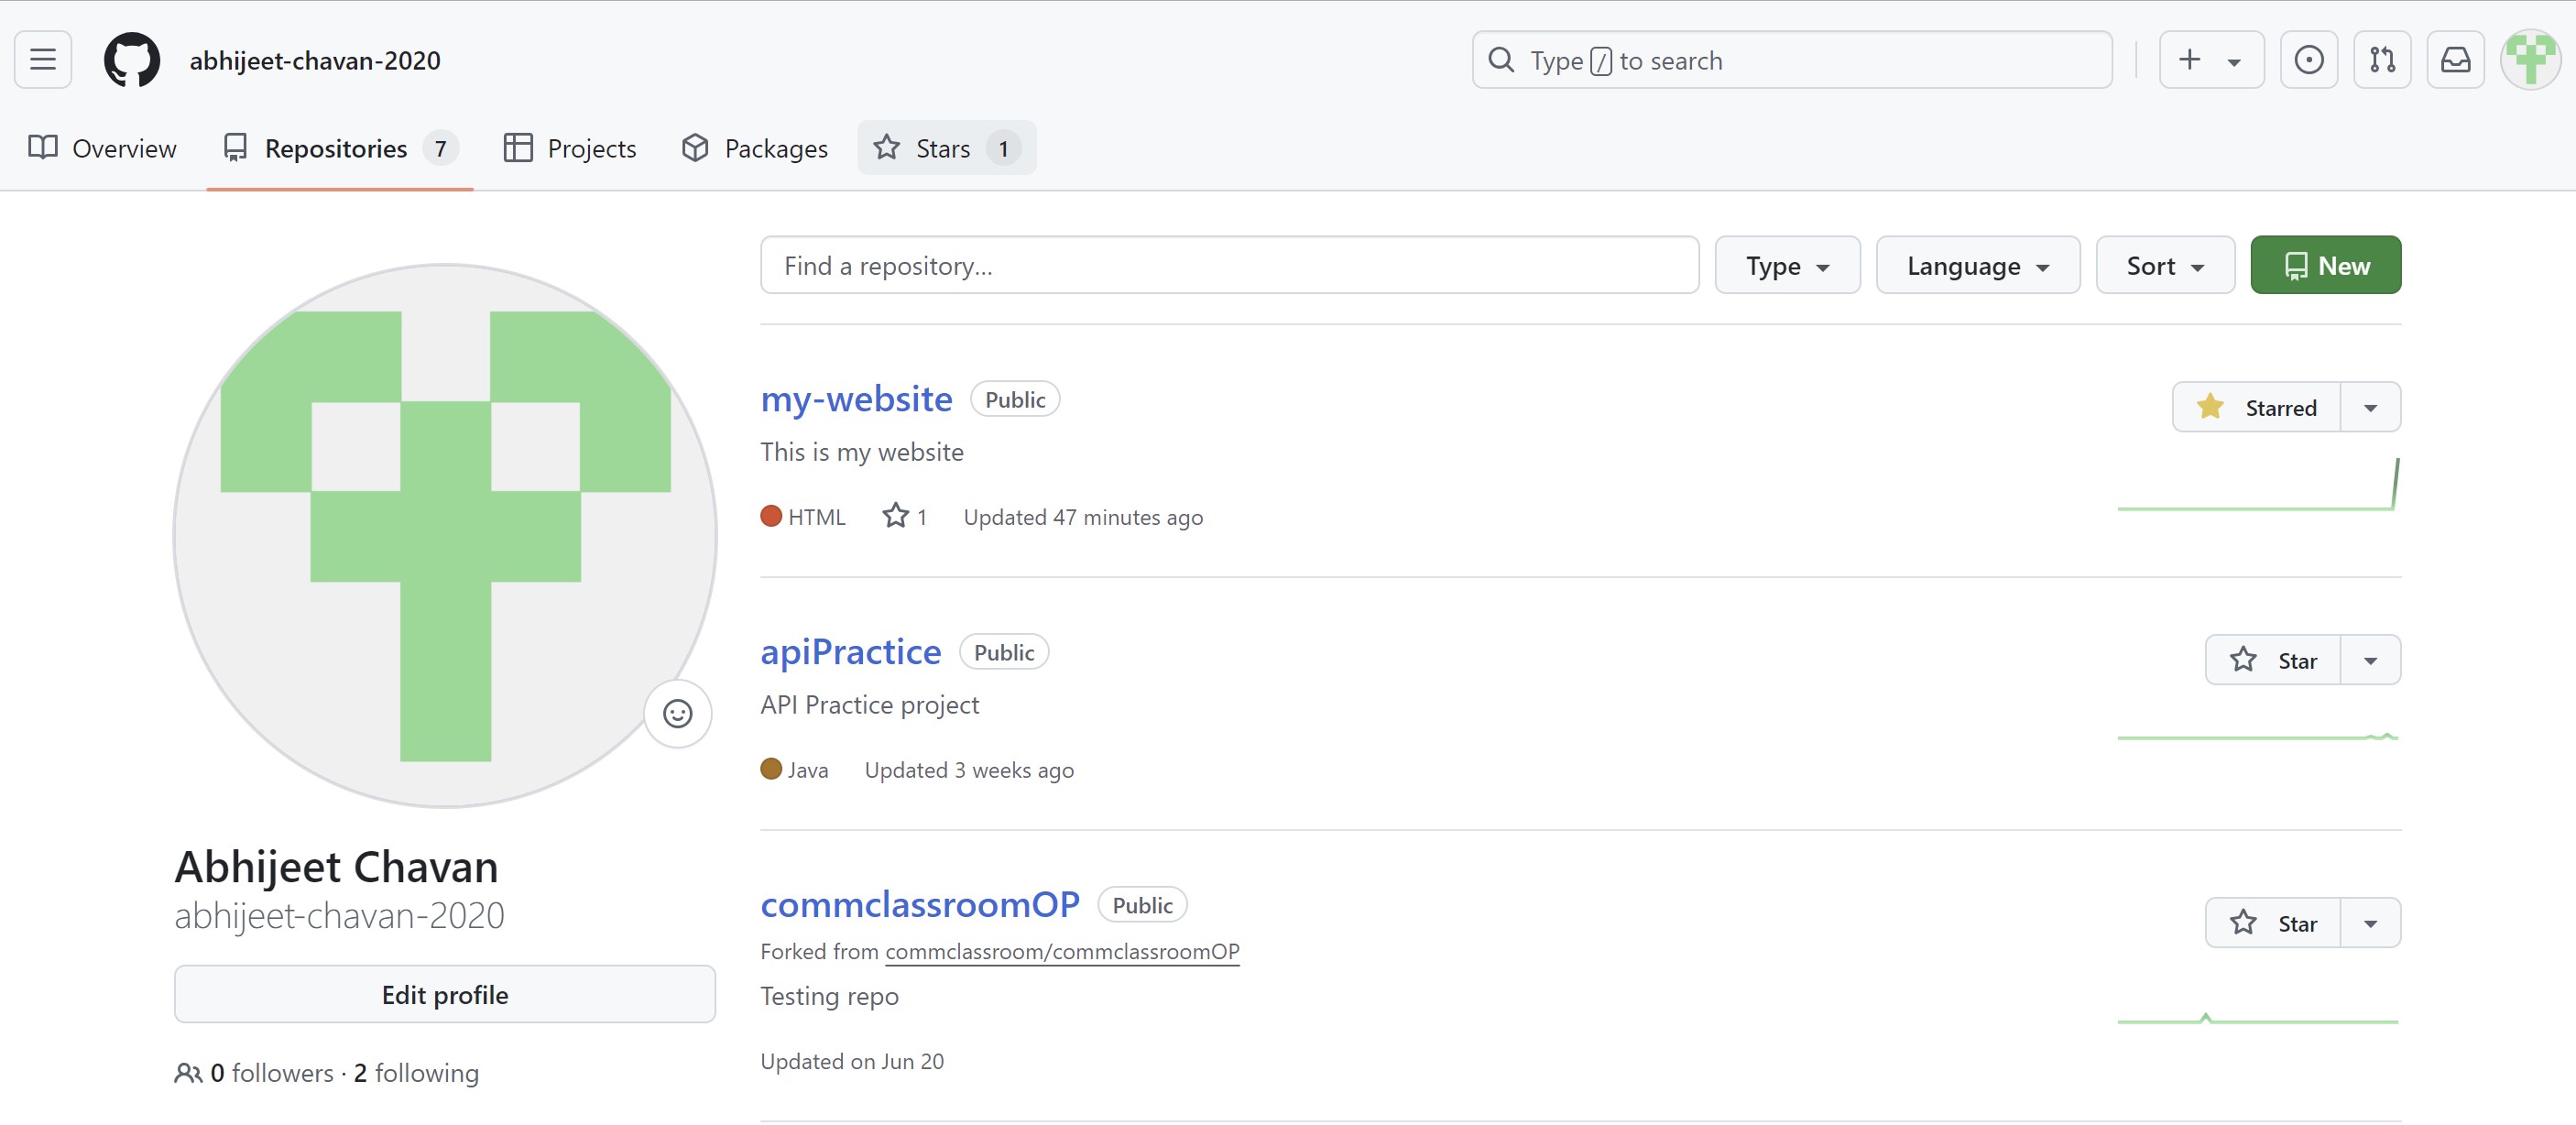 abhijeet-chavan-2020
Type / to search
Overview
Repositories 7
Projects
Packages
Stars 1
Find a repository...
Type
Language
Sort
New
my-website Public
Starred
This is my website
HTML 1 Updated 47 minutes ago
apiPractice Public
Star
API Practice project
Java Updated 3 weeks ago
commclassroomOP Public
Star
Forked from commclassroom/commclassroomOP
Testing repo
Updated on Jun 20
Abhijeet Chavan
abhijeet-chavan-2020
Edit profile
0 followers · 2 following